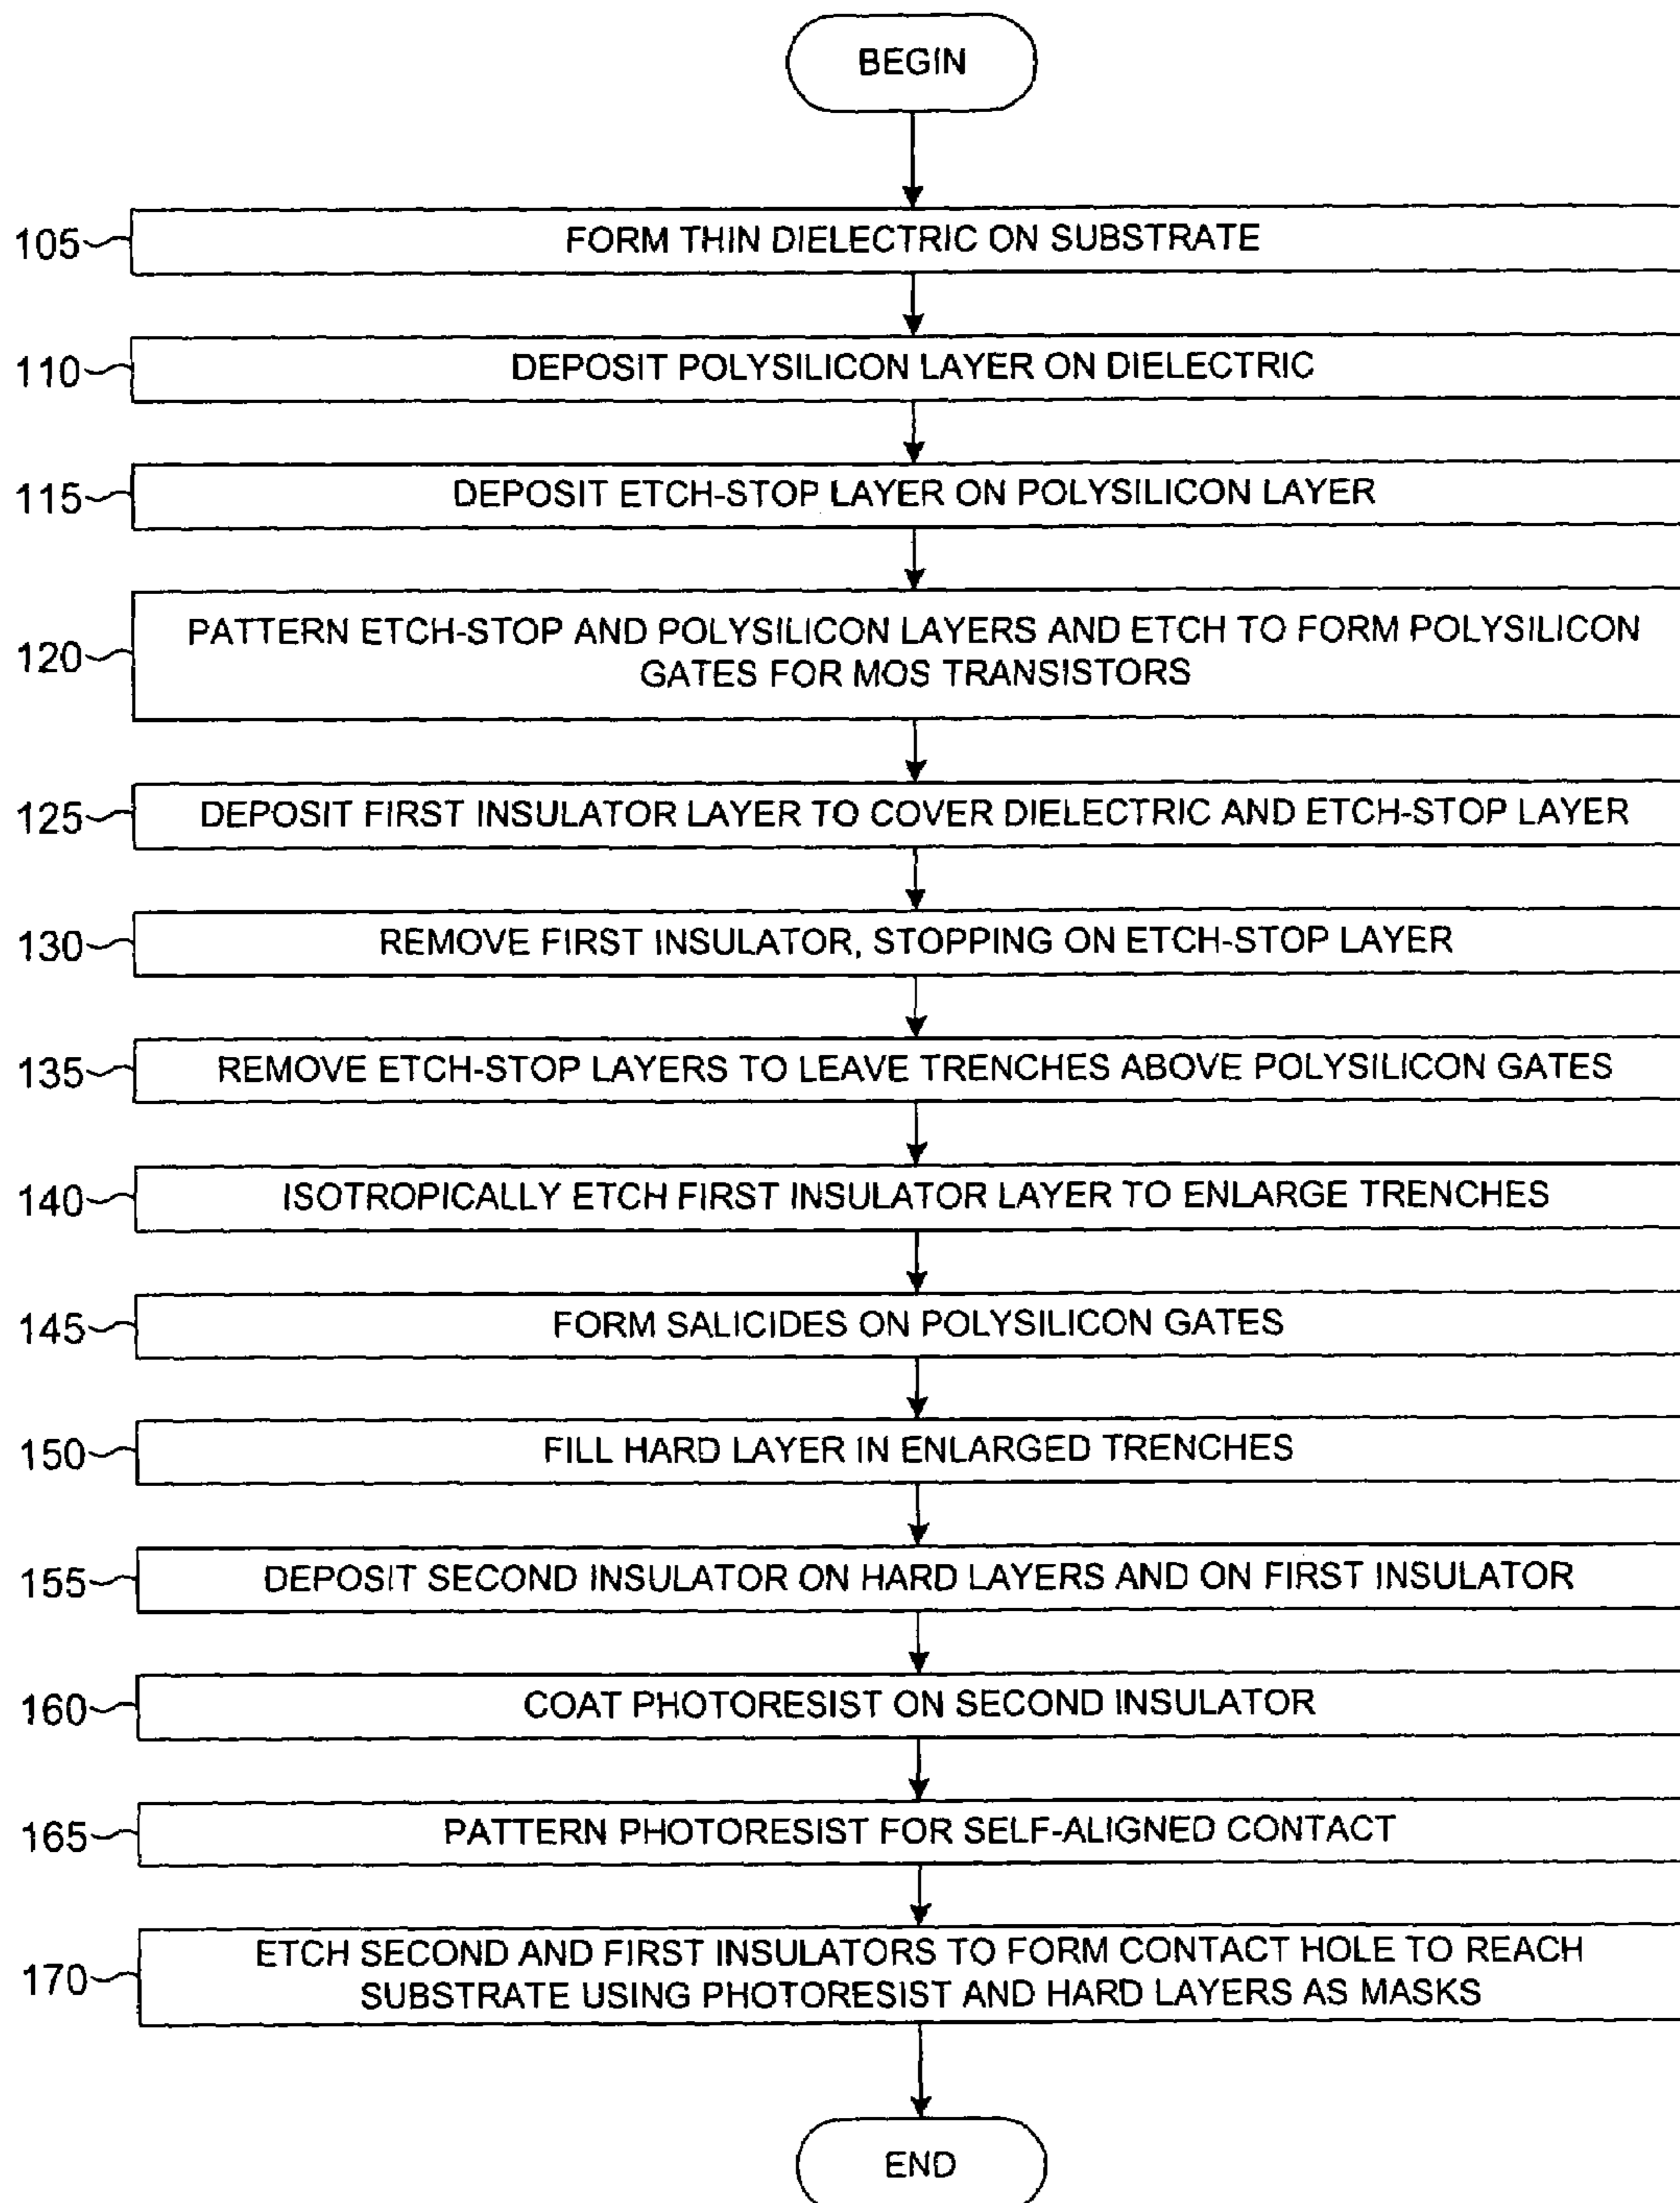 BEGIN
105 FORM THIN DIELECTRIC ON SUBSTRATE
110 DEPOSIT POLYSILICON LAYER ON DIELECTRIC
115 DEPOSIT ETCH-STOP LAYER ON POLYSILICON LAYER
120 PATTERN ETCH-STOP AND POLYSILICON LAYERS AND ETCH TO FORM POLYSILICON
GATES FOR MOS TRANSISTORS
125 DEPOSIT FIRST INSULATOR LAYER TO COVER DIELECTRIC AND ETCH-STOP LAYER
130 REMOVE FIRST INSULATOR, STOPPING ON ETCH-STOP LAYER
135 REMOVE ETCH-STOP LAYERS TO LEAVE TRENCHES ABOVE POLYSILICON GATES
140 ISOTROPICALLY ETCH FIRST INSULATOR LAYER TO ENLARGE TRENCHES
145 FORM SALICIDES ON POLYSILICON GATES
150 FILL HARD LAYER IN ENLARGED TRENCHES
155 DEPOSIT SECOND INSULATOR ON HARD LAYERS AND ON FIRST INSULATOR
160 COAT PHOTORESIST ON SECOND INSULATOR
165 PATTERN PHOTORESIST FOR SELF-ALIGNED CONTACT
170 ETCH SECOND AND FIRST INSULATORS TO FORM CONTACT HOLE TO REACH
SUBSTRATE USING PHOTORESIST AND HARD LAYERS AS MASKS
END